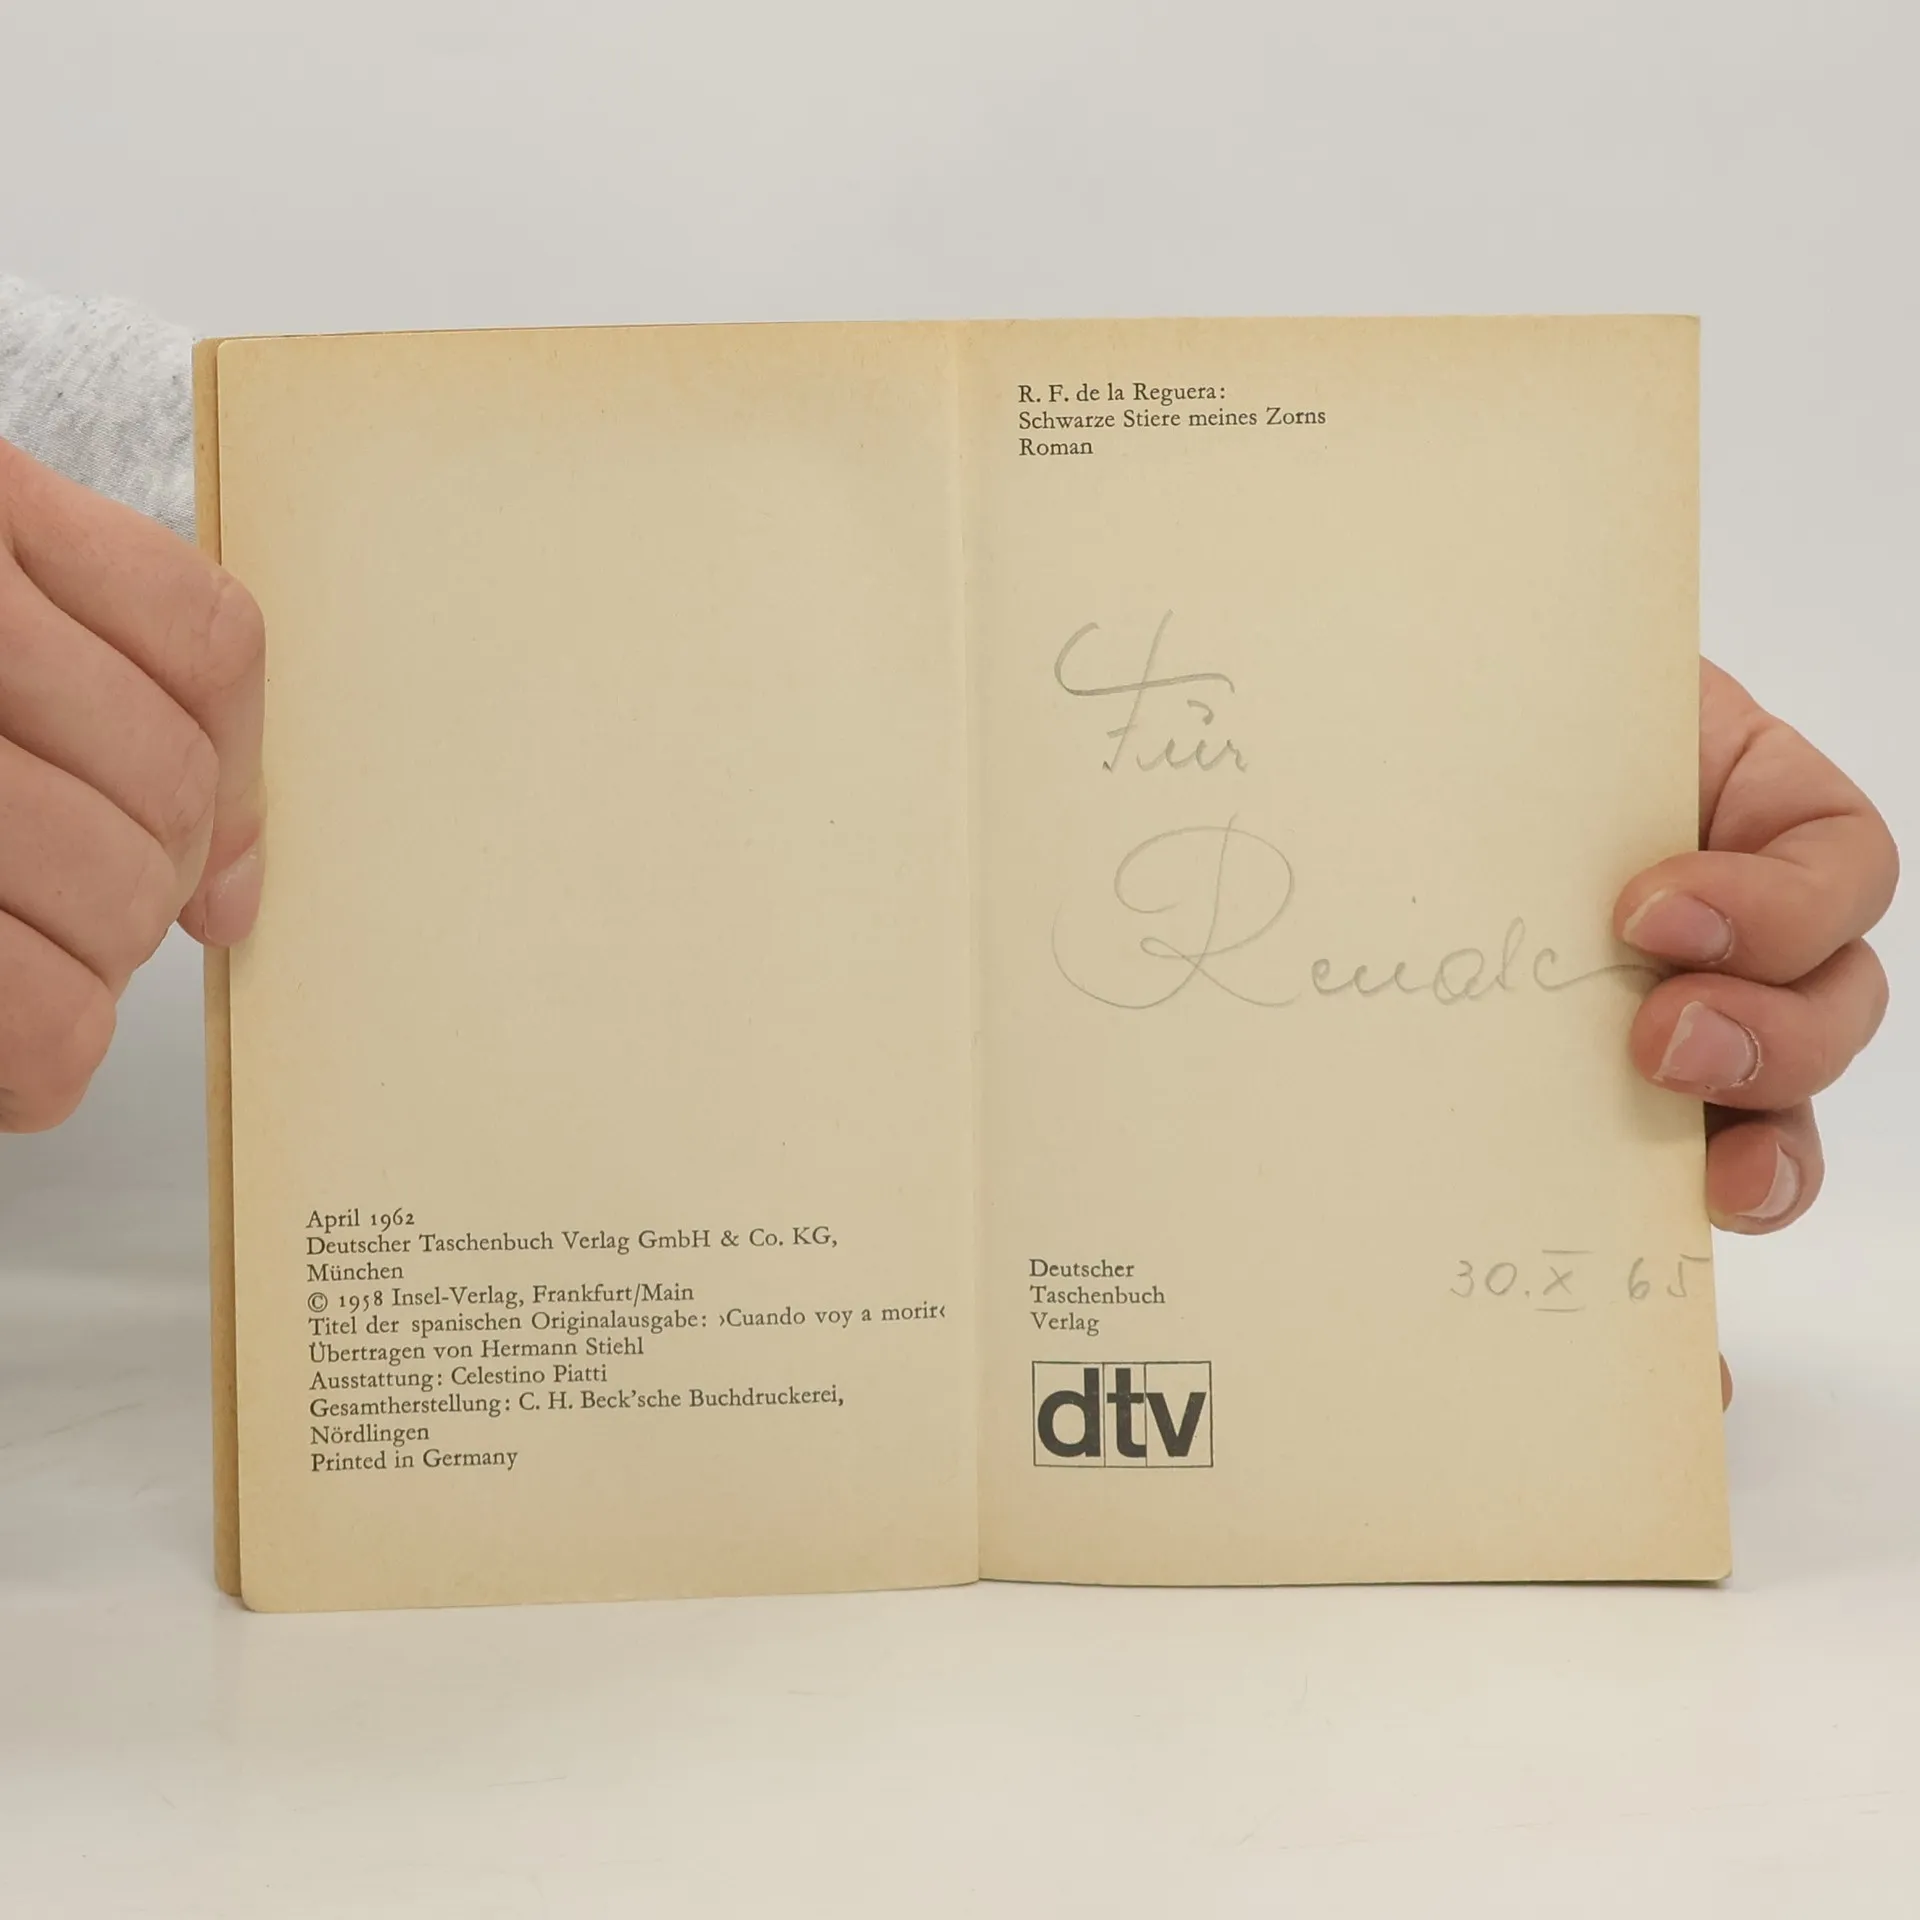 April 1962
Deutscher Taschenbuch Verlag GmbH & Co. KG,
München
© 1958 Insel-Verlag, Frankfurt/Main
Titel der spanischen Originalausgabe: ›Cuando voy a morir‹
Übertragen von Hermann Stiehl
Ausstattung: Celestino Piatti
Gesamtherstellung: C. H. Beck'sche Buchdruckerei,
Nördlingen
Printed in Germany
R. F. de la Reguera:
Schwarze Stiere meines Zorns
Roman
Für
Renate
30. X 65
Deutscher
Taschenbuch
Verlag
dtv